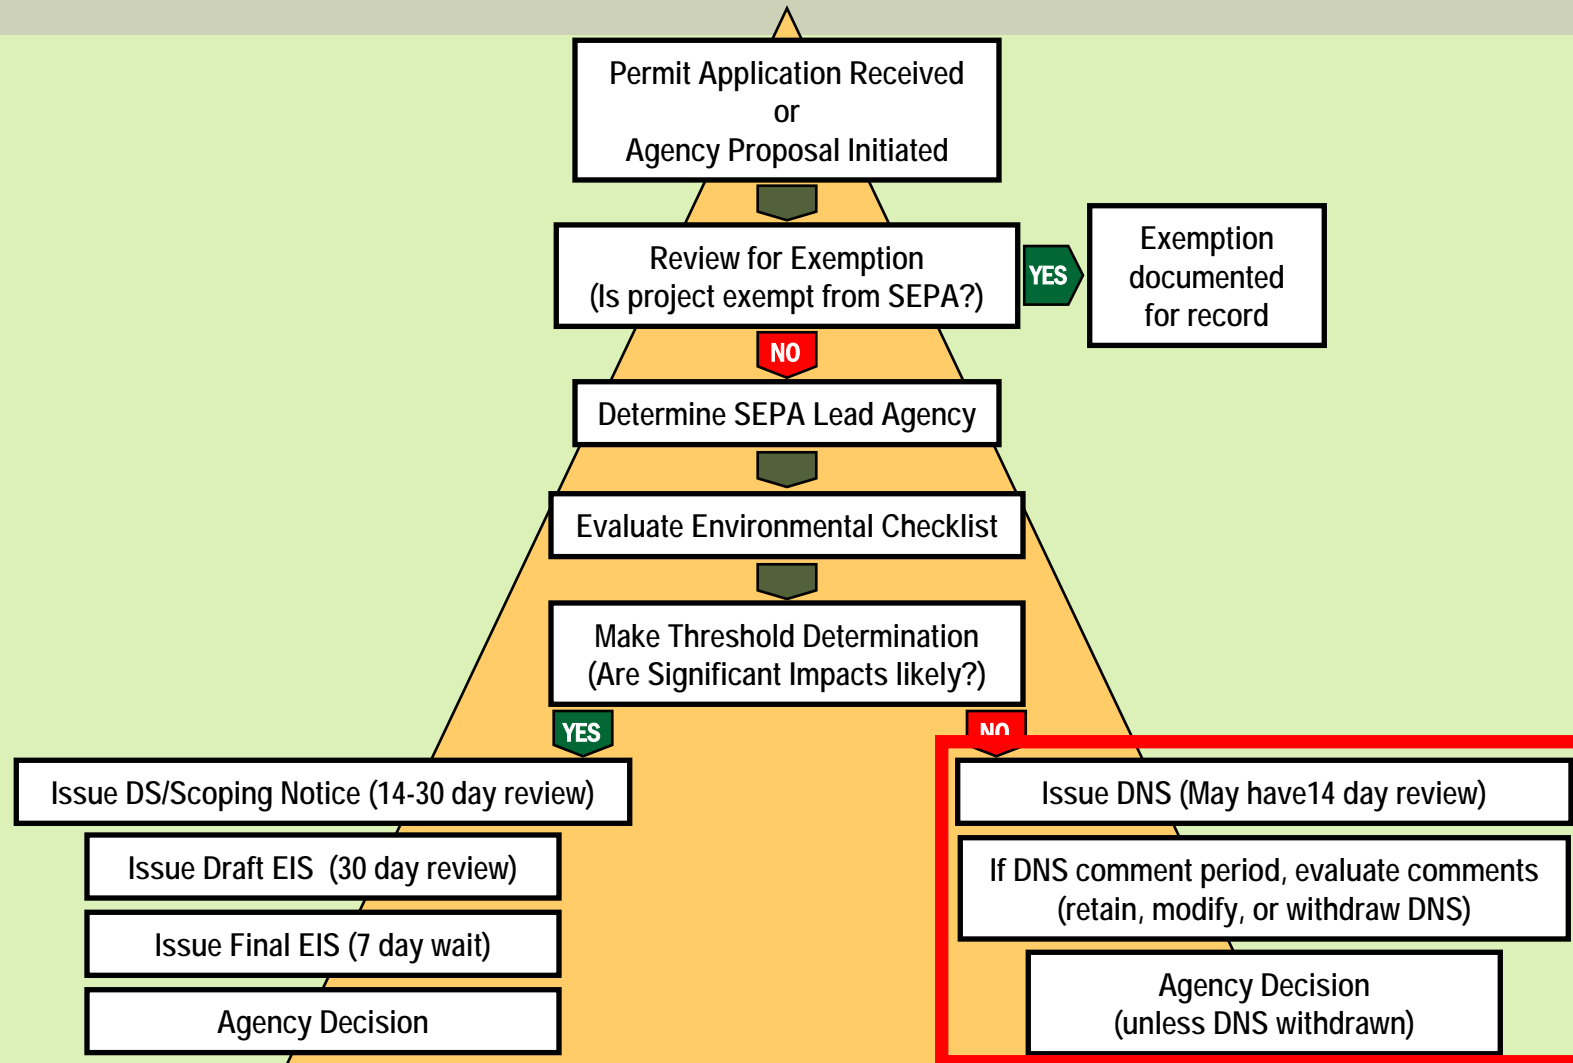 Permit Application Received
or
Agency Proposal Initiated
Review for Exemption
(Is project exempt from SEPA?)
YES
Exemption
documented
for record
NO
Determine SEPA Lead Agency
Evaluate Environmental Checklist
Make Threshold Determination
(Are Significant Impacts likely?)
YES
NO
Issue DS/Scoping Notice (14-30 day review)
Issue Draft EIS (30 day review)
Issue Final EIS (7 day wait)
Agency Decision
Issue DNS (May have14 day review)
If DNS comment period, evaluate comments
(retain, modify, or withdraw DNS)
Agency Decision
(unless DNS withdrawn)